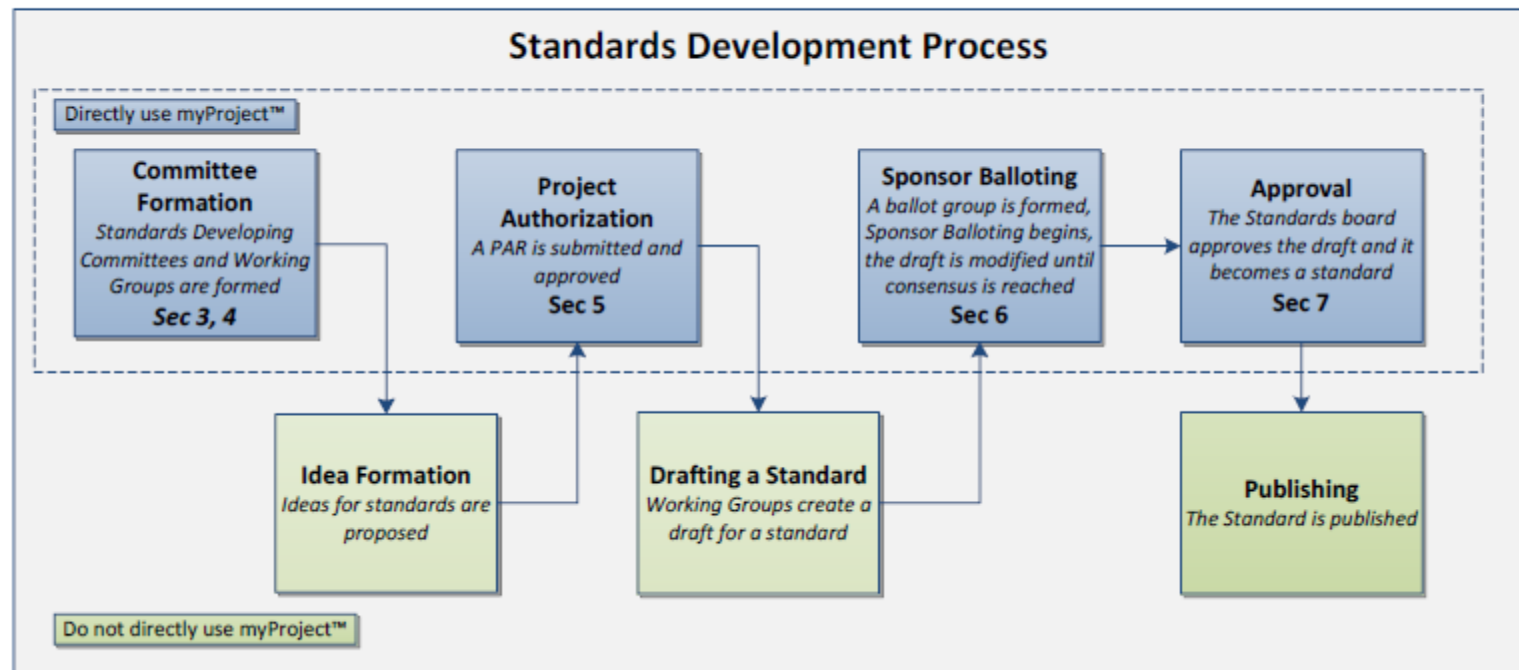 Standards Development Process
Directly use myProject™
Committee
Formation
Standards Developing
Committees and Working
Groups are formed
Sec 3, 4
Project
Authorization
A PAR is submitted and
approved
Sec 5
Sponsor Balloting
A ballot group is formed,
Sponsor Balloting begins,
the draft is modified until
consensus is reached
Sec 6
Approval
The Standards board
approves the draft and it
becomes a standard
Sec 7
Idea Formation
Ideas for standards are
proposed
Drafting a Standard
Working Groups create a
draft for a standard
Publishing
The Standard is published
Do not directly use myProject™